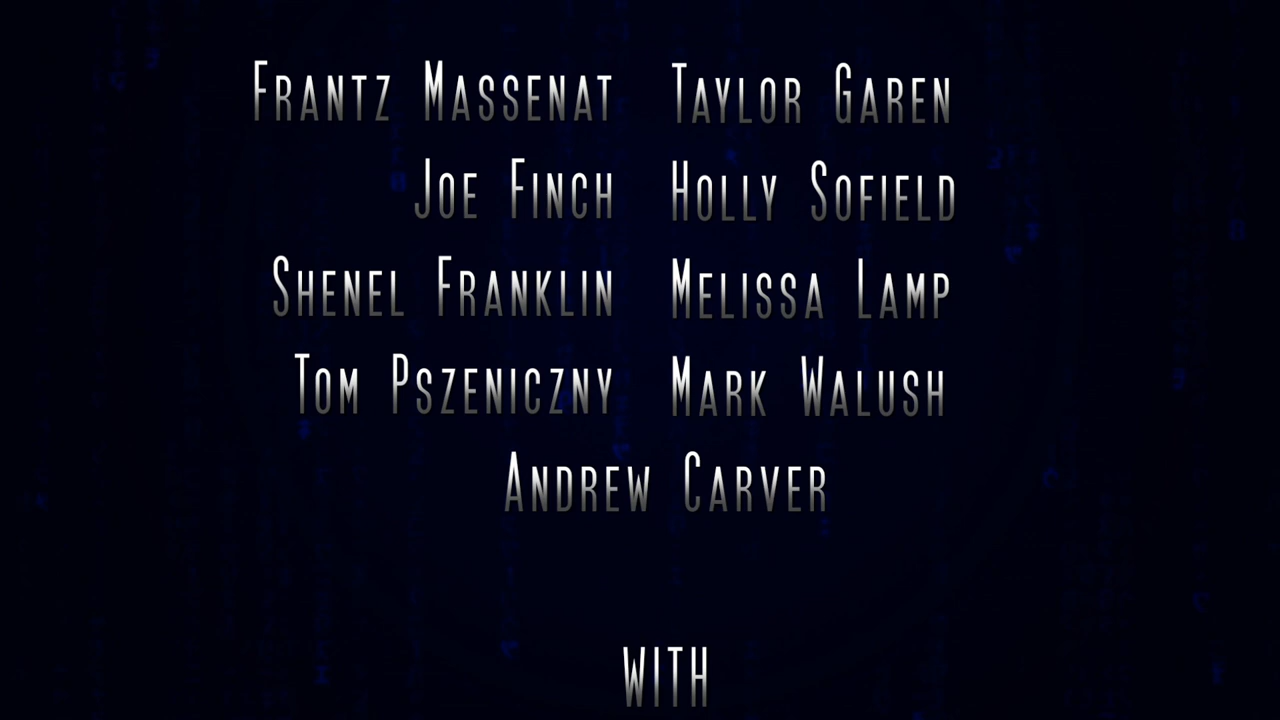 Frantz Massenat Taylor Garen
Joe Finch Holly Sofield
Shenel Franklin Melissa Lamp
Tom Pszeniczny Mark Walush
Andrew Carver
WITH